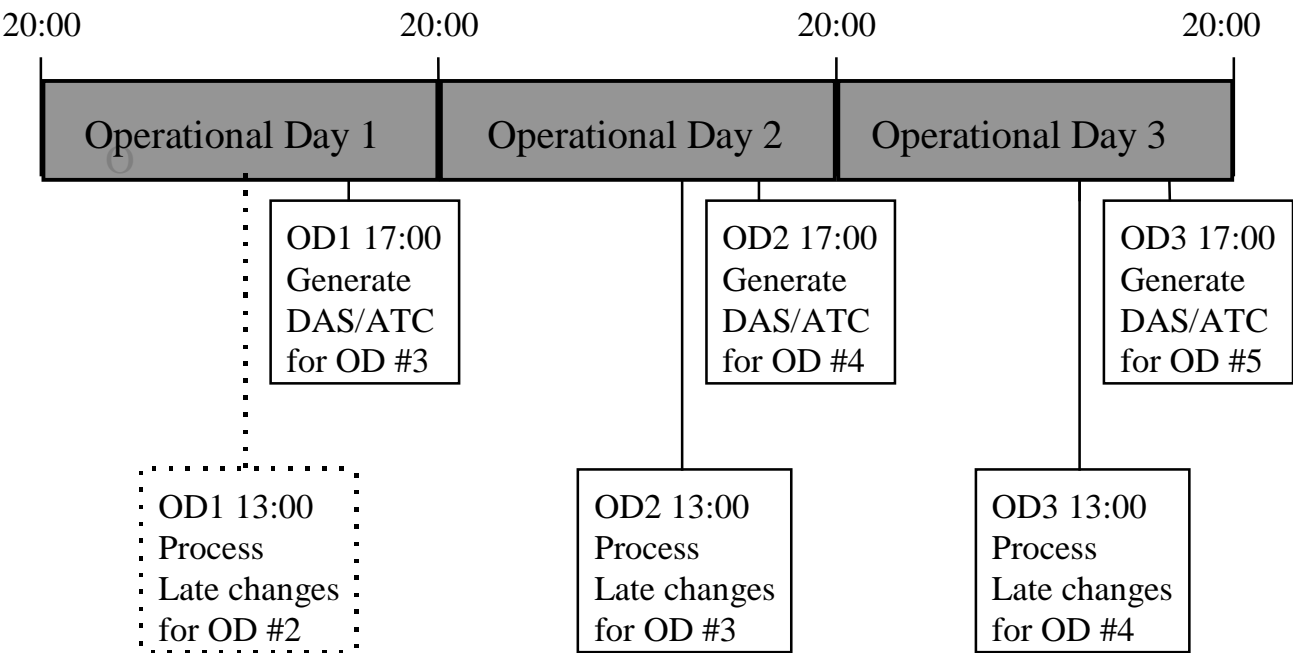 20:00
20:00
20:00
20:00
Operational Day 1
O
Operational Day 2
Operational Day 3
OD1 17:00
Generate
DAS/ATC
for OD #3
OD2 17:00
Generate
DAS/ATC
for OD #4
OD3 17:00
Generate
DAS/ATC
for OD #5
OD1 13:00
Process
Late changes
for OD #2
OD2 13:00
Process
Late changes
for OD #3
OD3 13:00
Process
Late changes
for OD #4